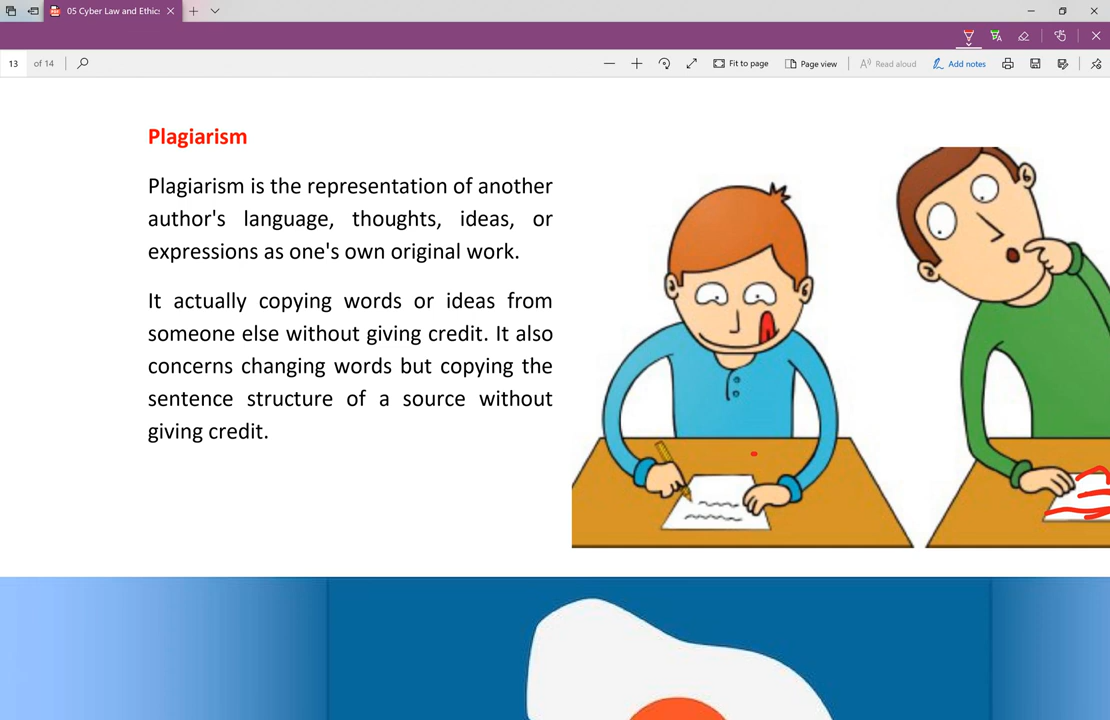 05 Cyber Law and Ethic
13 of 14
Fit to page
Page view
Read aloud
Add notes
Plagiarism
Plagiarism is the representation of another
author's language, thoughts, ideas, or
expressions as one's own original work.
It actually copying words or ideas from
someone else without giving credit. It also
concerns changing words but copying the
sentence structure of a source without
giving credit.